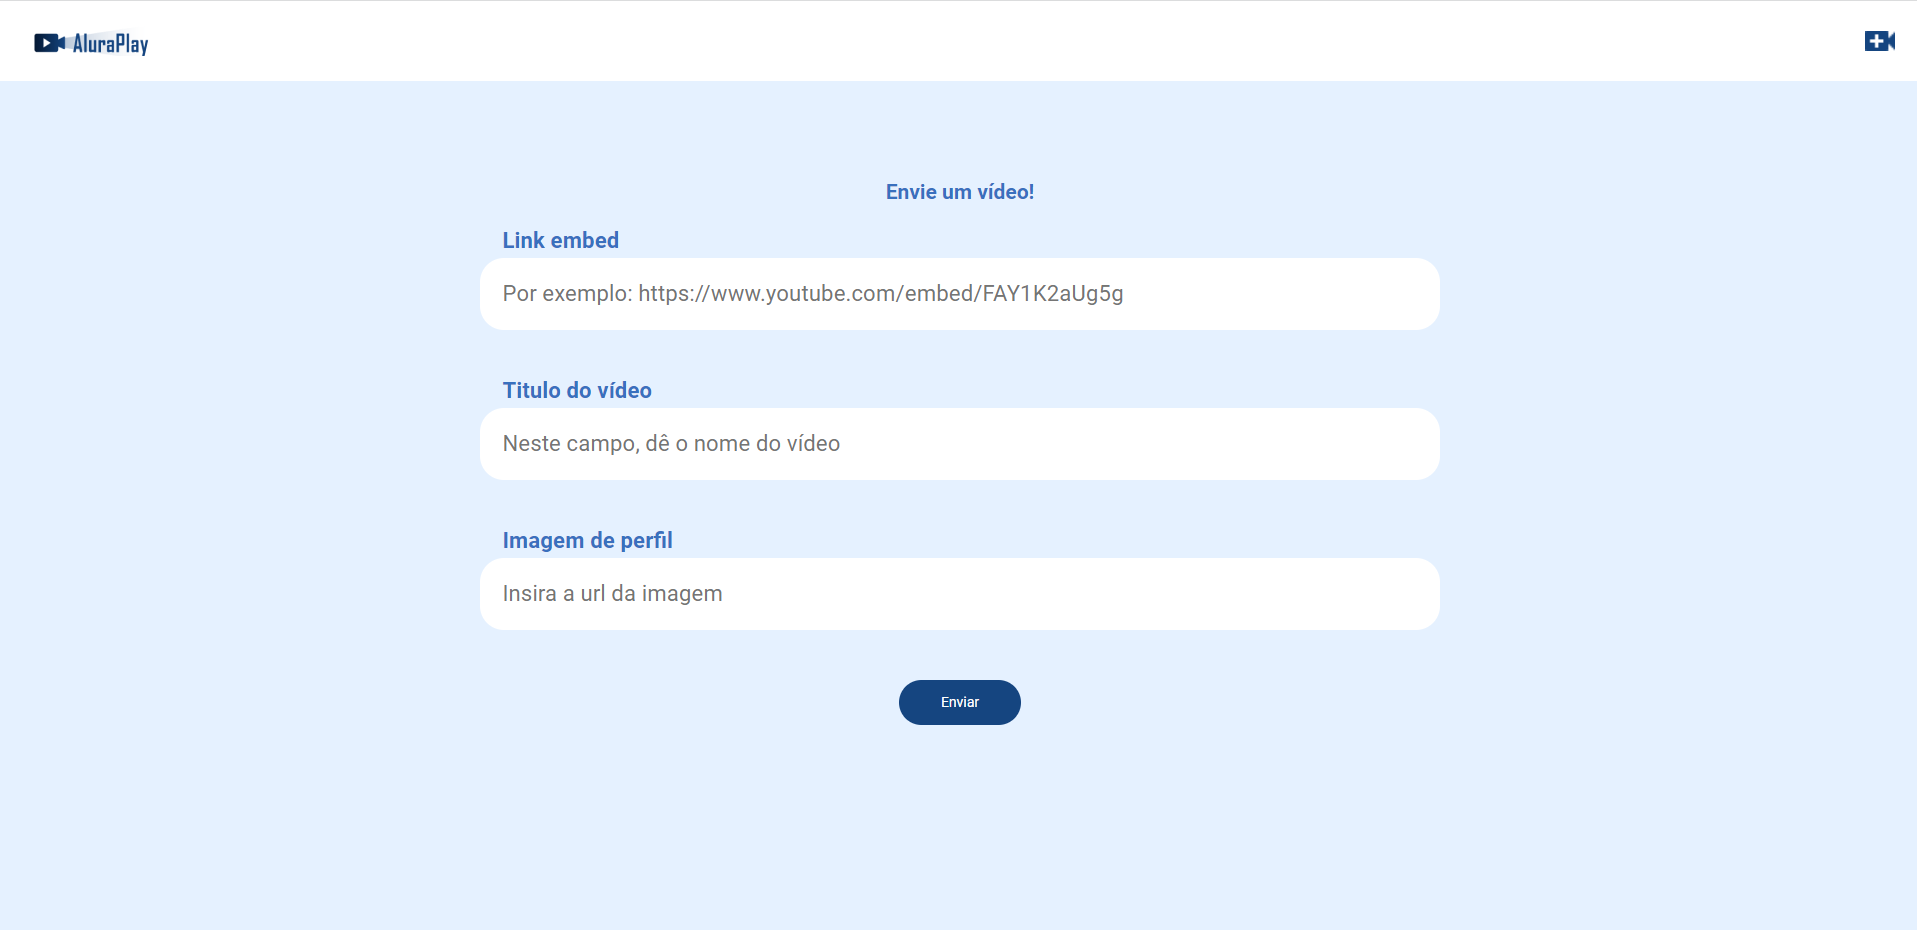 AluraPlay
Envie um vídeo!
Link embed
Por exemplo: https://www.youtube.com/embed/FAY1K2aUg5g
Titulo do vídeo
Neste campo, dê o nome do vídeo
Imagem de perfil
Insira a url da imagem
Enviar